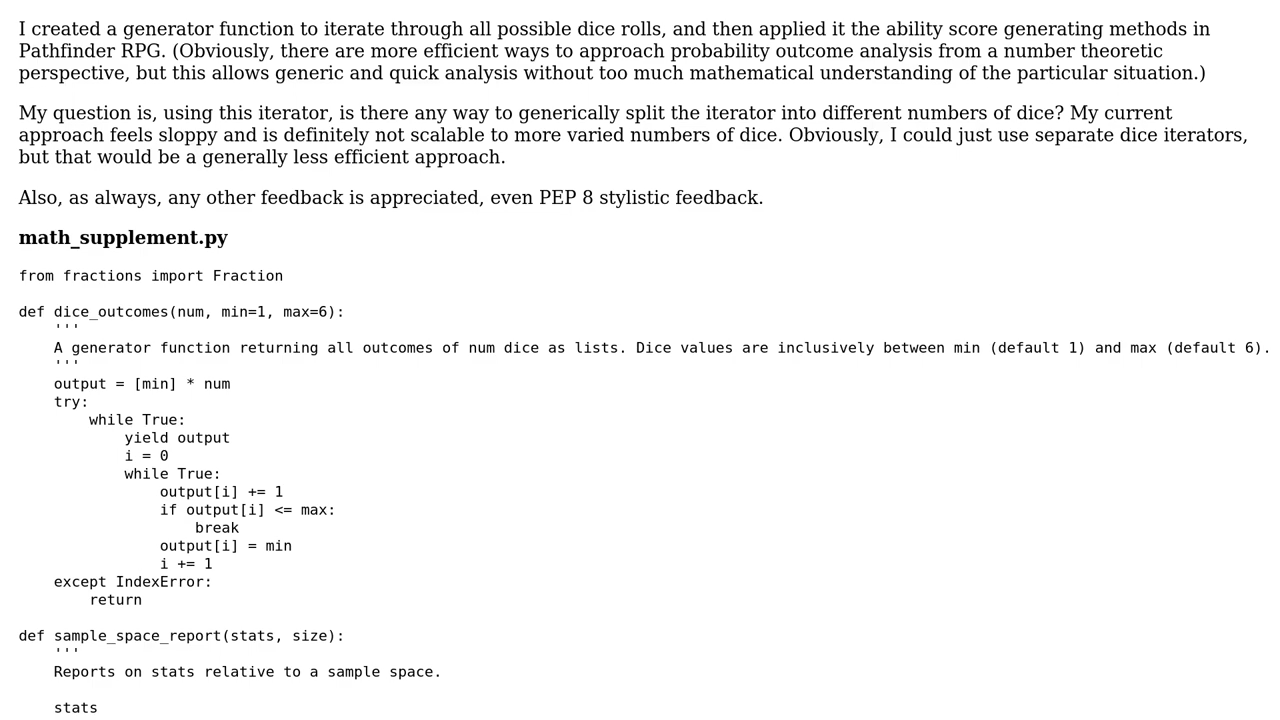 I created a generator function to iterate through all possible dice rolls, and then applied it the ability score generating methods in
Pathfinder RPG. (Obviously, there are more efficient ways to approach probability outcome analysis from a number theoretic
perspective, but this allows generic and quick analysis without too much mathematical understanding of the particular situation.)
My question is, using this iterator, is there any way to generically split the iterator into different numbers of dice? My current
approach feels sloppy and is definitely not scalable to more varied numbers of dice. Obviously, I could just use separate dice iterators,
but that would be a generally less efficient approach.
Also, as always, any other feedback is appreciated, even PEP 8 stylistic feedback.
math_supplement.py
from fractions import Fraction
def dice_outcomes(num, min=1, max=6):
    '''
    A generator function returning all outcomes of num dice as lists. Dice values are inclusively between min (default 1) and max (default 6).
    '''
    output = [min] * num
    try:
        while True:
            yield output
            i = 0
            while True:
                output[i] += 1
                if output[i] <= max:
                    break
                output[i] = min
                i += 1
    except IndexError:
        return
def sample_space_report(stats, size):
    '''
    Reports on stats relative to a sample space.
    stats